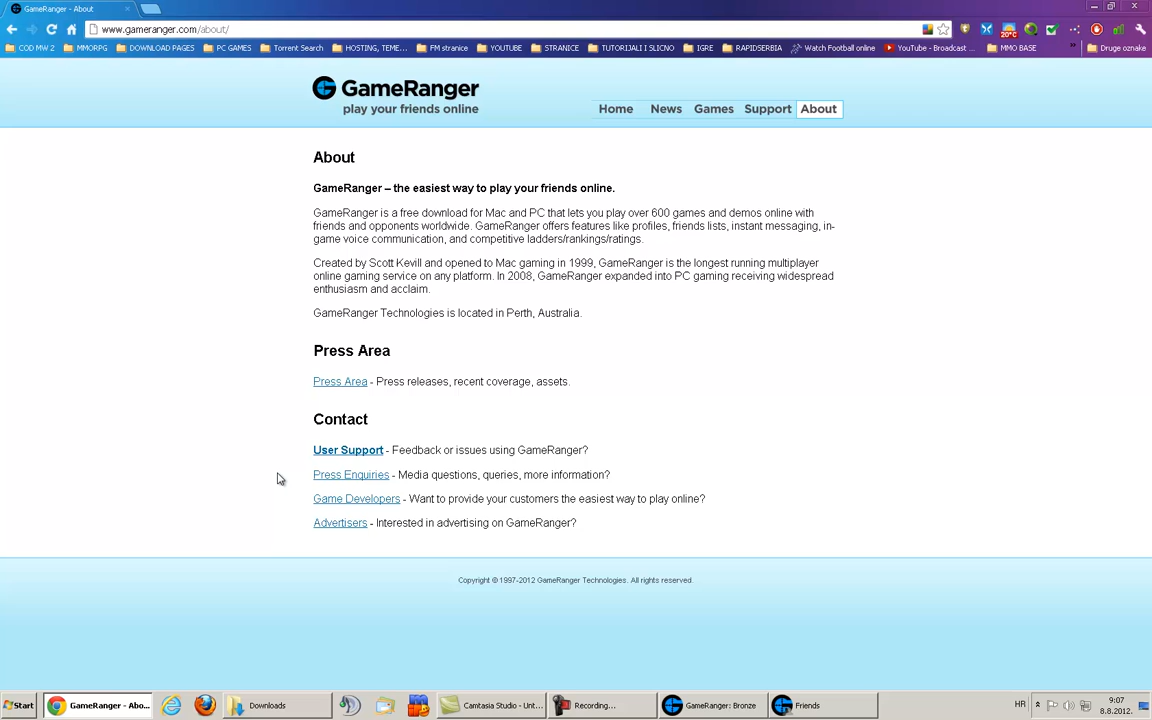 GameRanger - About
www.gameranger.com/about/
COD MW 2
MMORPG
DOWNLOAD PAGES
PC GAMES
Torrent Search
HOSTING, TEME...
FM stranice
YOUTUBE
STRANICE
TUTORIJALI I SLICNO
IGRE
RAPIDSERBIA
Watch Football online
YouTube - Broadcast ...
MMO BASE
»
Druge oznake
20°C
GameRanger
play your friends online
Home News Games Support About
About
GameRanger – the easiest way to play your friends online.
GameRanger is a free download for Mac and PC that lets you play over 600 games and demos online with
friends and opponents worldwide. GameRanger offers features like profiles, friends lists, instant messaging, in-
game voice communication, and competitive ladders/rankings/ratings.
Created by Scott Kevill and opened to Mac gaming in 1999, GameRanger is the longest running multiplayer
online gaming service on any platform. In 2008, GameRanger expanded into PC gaming receiving widespread
enthusiasm and acclaim.
GameRanger Technologies is located in Perth, Australia.
Press Area
Press Area - Press releases, recent coverage, assets.
Contact
User Support - Feedback or issues using GameRanger?
Press Enquiries - Media questions, queries, more information?
Game Developers - Want to provide your customers the easiest way to play online?
Advertisers - Interested in advertising on GameRanger?
Copyright © 1997-2012 GameRanger Technologies. All rights reserved.
Start
GameRanger - Abo...
Downloads
Camtasia Studio - Unt...
Recording...
GameRanger: Bronze
Friends
HR
9:07
8.8.2012.